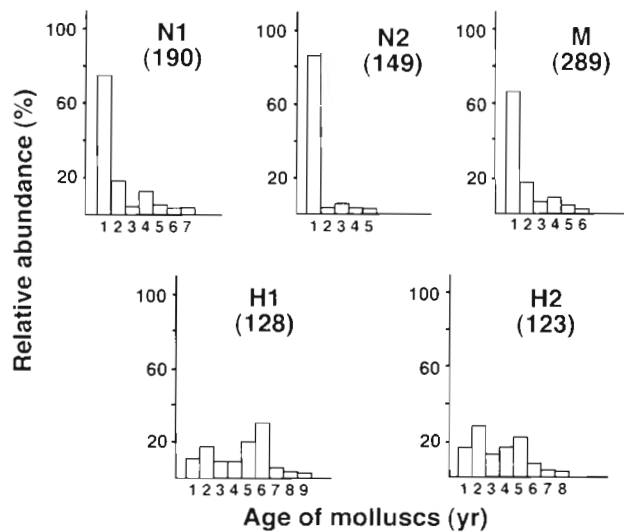 Relative abundance (%)
N1
(190)
100
60
20
1 2 3 4 5 6 7
N2
(149)
100
60
20
1 2 3 4 5
M
(289)
100
60
20
1 2 3 4 5 6
H1
(128)
100
60
20
1 2 3 4 5 6 7 8 9
H2
(123)
100
60
20
1 2 3 4 5 6 7 8
Age of molluscs (yr)